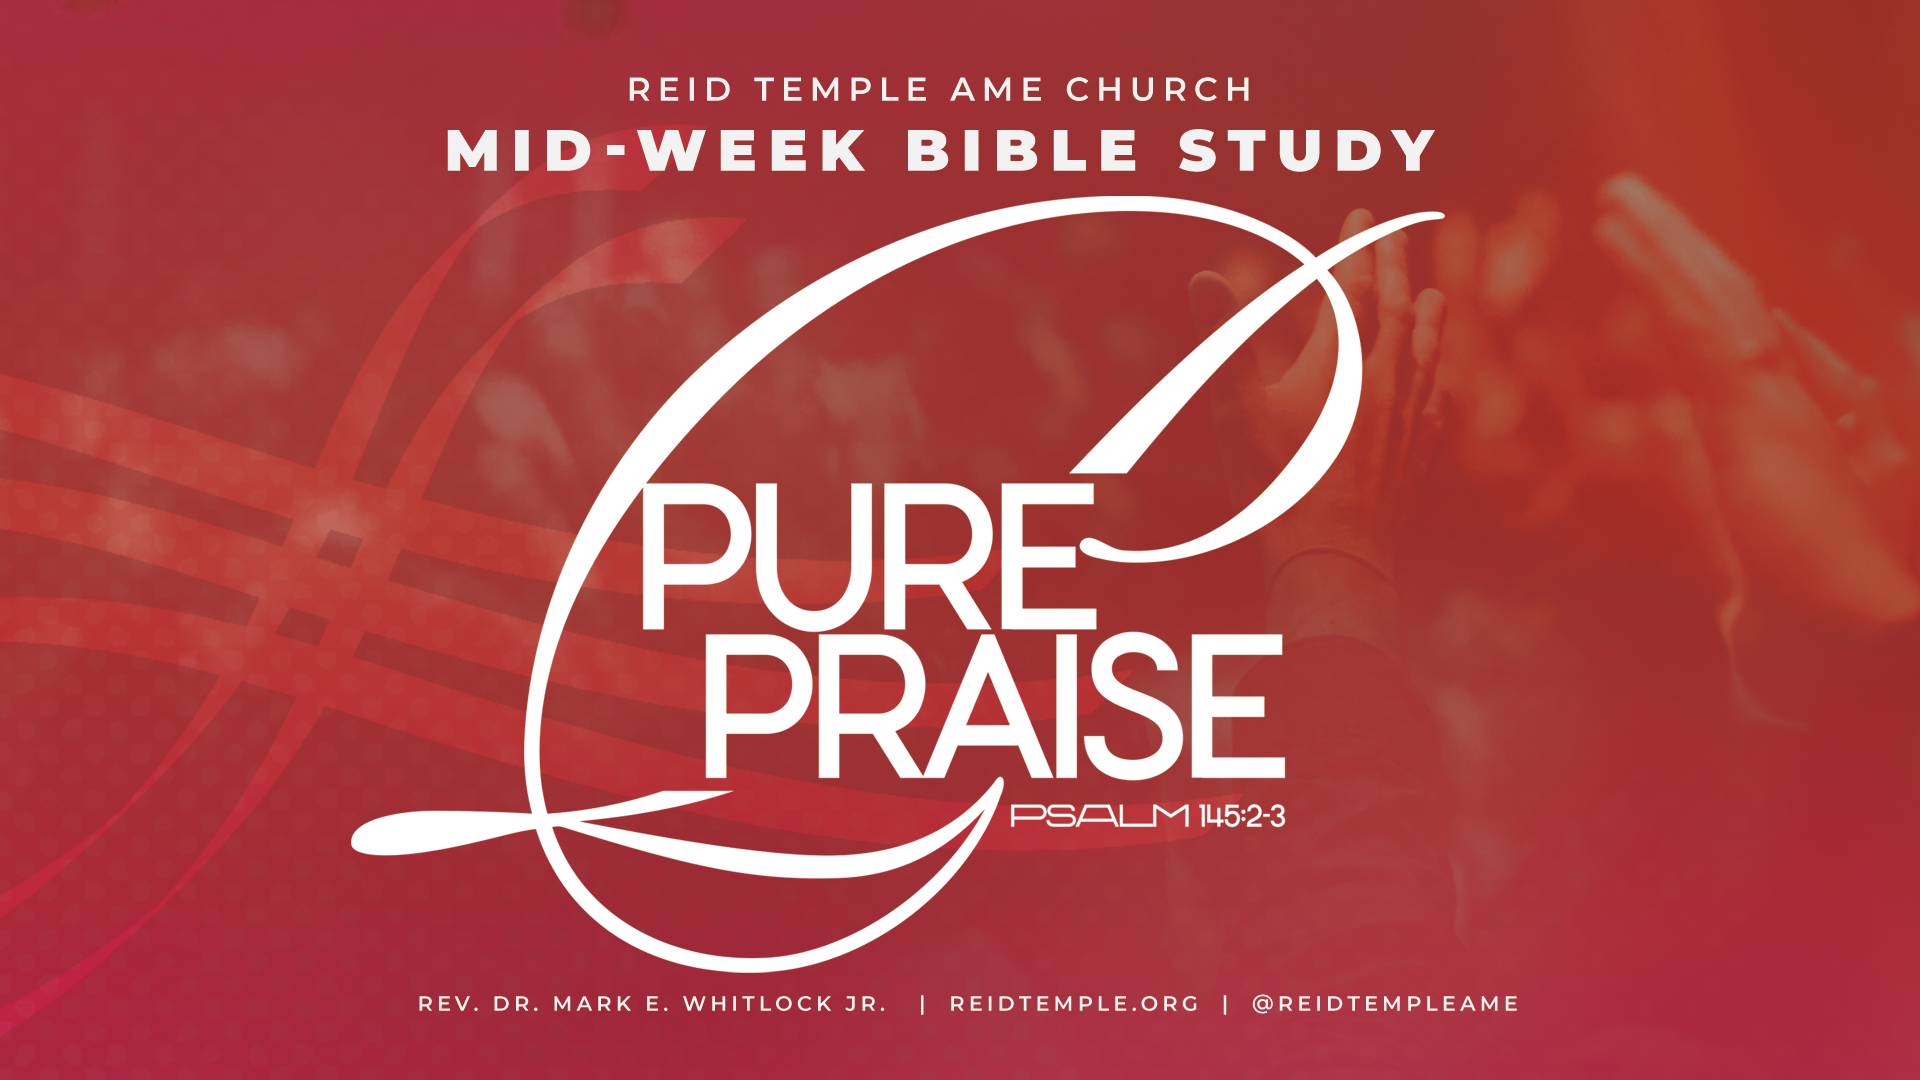 REID TEMPLE AME CHURCH
MID-WEEK BIBLE STUDY
PURE
PRAISE
PSALM 145:2-3
REV. DR. MARK E. WHITLOCK JR. | REIDTEMPLE.ORG | @REIDTEMPLEAME